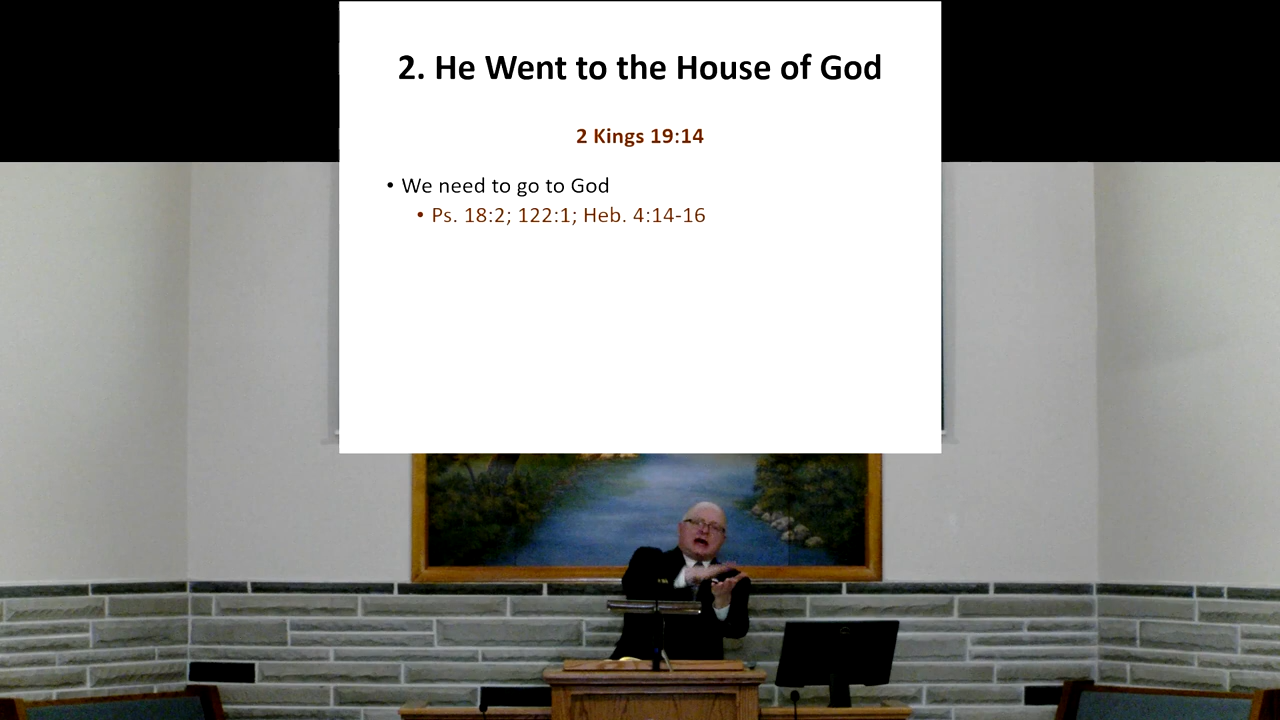 2. He Went to the House of God
2 Kings 19:14
• We need to go to God
• Ps. 18:2; 122:1; Heb. 4:14-16